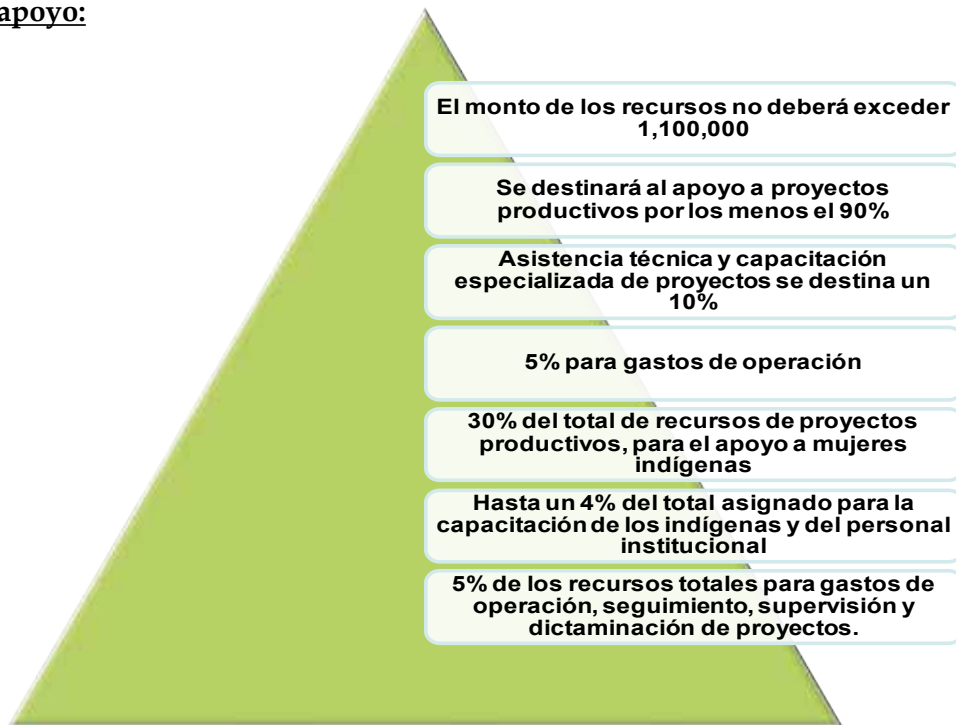 apoyo:
El monto de los recursos no deberá exceder
1,100,000
Se destinará al apoyo a proyectos
productivos por los menos el 90%
Asistencia técnica y capacitación
especializada de proyectos se destina un
10%
5% para gastos de operación
30% del total de recursos de proyectos
productivos, para el apoyo a mujeres
indígenas
Hasta un 4% del total asignado para la
capacitación de los indígenas y del personal
institucional
5% de los recursos totales para gastos de
operación, seguimiento, supervisión y
dictaminación de proyectos.